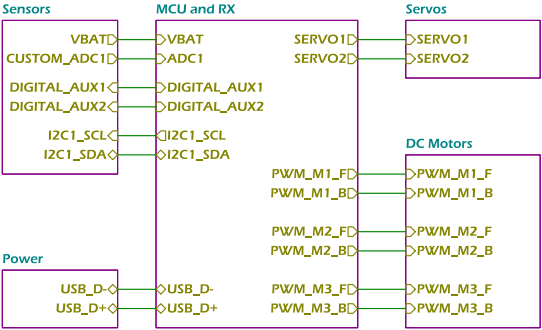 Sensors
VBAT
CUSTOM_ADC1
DIGITAL_AUX1
DIGITAL_AUX2
I2C1_SCL
I2C1_SDA
Power
USB_D-
USB_D+
MCU and RX
VBAT
ADC1
DIGITAL_AUX1
DIGITAL_AUX2
I2C1_SCL
I2C1_SDA
USB_D-
USB_D+
SERVO1
SERVO2
PWM_M1_F
PWM_M1_B
PWM_M2_F
PWM_M2_B
PWM_M3_F
PWM_M3_B
Servos
SERVO1
SERVO2
DC Motors
PWM_M1_F
PWM_M1_B
PWM_M2_F
PWM_M2_B
PWM_M3_F
PWM_M3_B